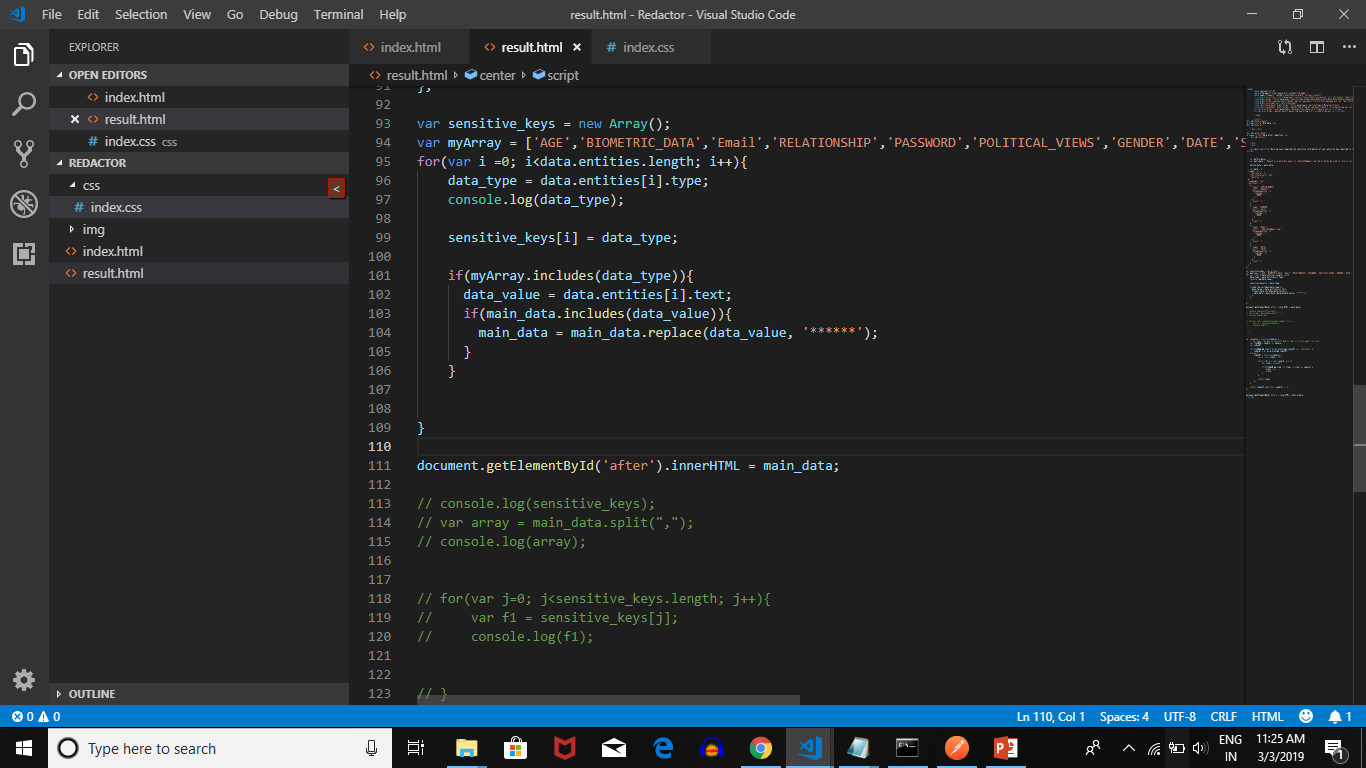 File Edit Selection View Go Debug Terminal Help result.html - Redactor - Visual Studio Code
EXPLORER
OPEN EDITORS
<> index.html
× <> result.html
# index.css css
REDACTOR
css
<
# index.css
img
<> index.html
<> result.html
OUTLINE
<> index.html <> result.html × # index.css
<> result.html center script
91 };
92
93 var sensitive_keys = new Array();
94 var myArray = ['AGE','BIOMETRIC_DATA','Email','RELATIONSHIP','PASSWORD','POLITICAL_VIEWS','GENDER','DATE','S
95 for(var i =0; i<data.entities.length; i++){
96 data_type = data.entities[i].type;
97 console.log(data_type);
98
99 sensitive_keys[i] = data_type;
100
101 if(myArray.includes(data_type)){
102 data_value = data.entities[i].text;
103 if(main_data.includes(data_value)){
104 main_data = main_data.replace(data_value, '******');
105 }
106 }
107
108
109 }
110
111 document.getElementById('after').innerHTML = main_data;
112
113 // console.log(sensitive_keys);
114 // var array = main_data.split(",");
115 // console.log(array);
116
117
118 // for(var j=0; j<sensitive_keys.length; j++){
119 // var f1 = sensitive_keys[j];
120 // console.log(f1);
121
122
123 // }
0 0 Ln 110, Col 1 Spaces: 4 UTF-8 CRLF HTML 1
Type here to search
ENG
IN
11:25 AM
3/3/2019
1